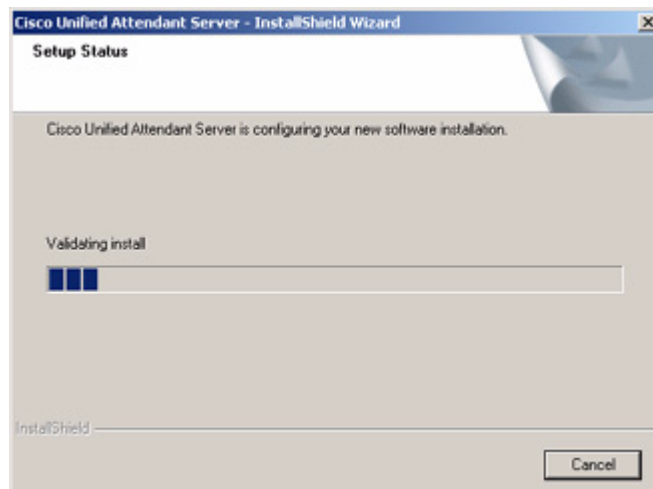 Cisco Unified Attendant Server - InstallShield Wizard
Setup Status
Cisco Unified Attendant Server is configuring your new software installation.
Validating install
InstallShield
Cancel